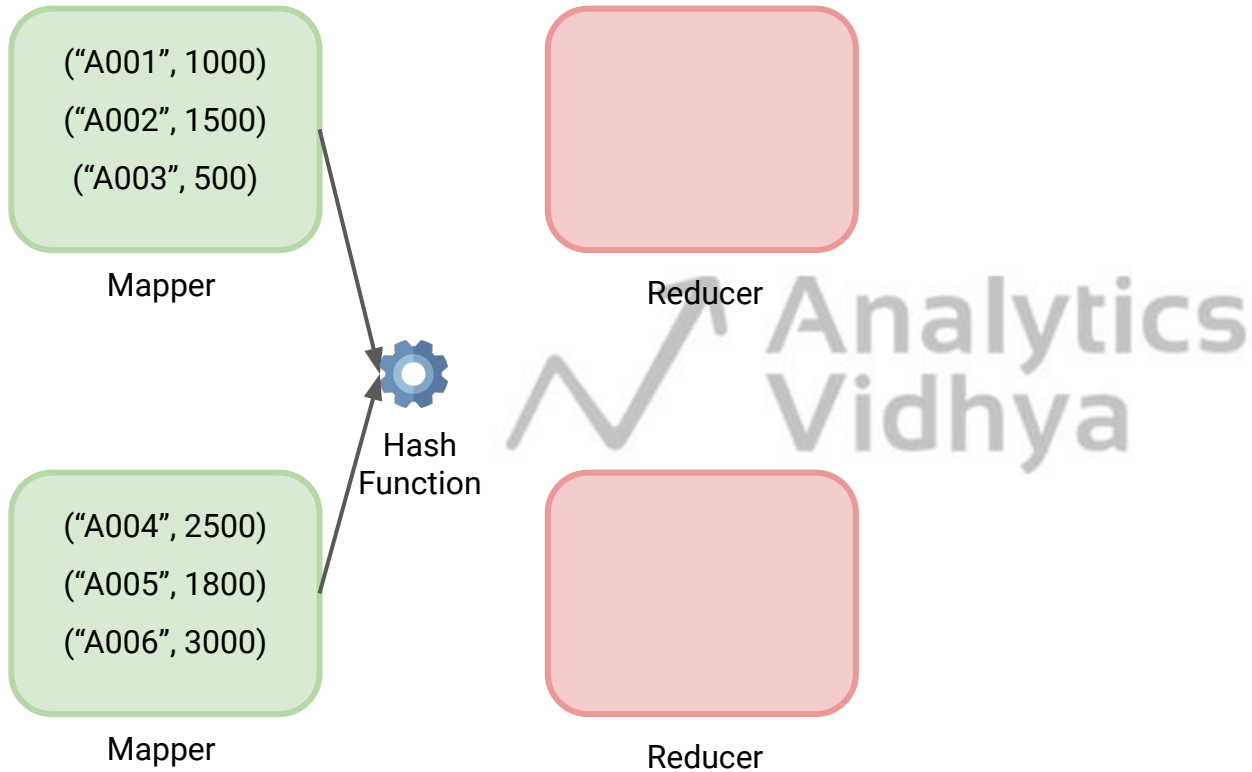 (“A001”, 1000)
(“A002”, 1500)
(“A003”, 500)
Mapper
Reducer
Analytics
Vidhya
Hash
Function
(“A004”, 2500)
(“A005”, 1800)
(“A006”, 3000)
Mapper
Reducer